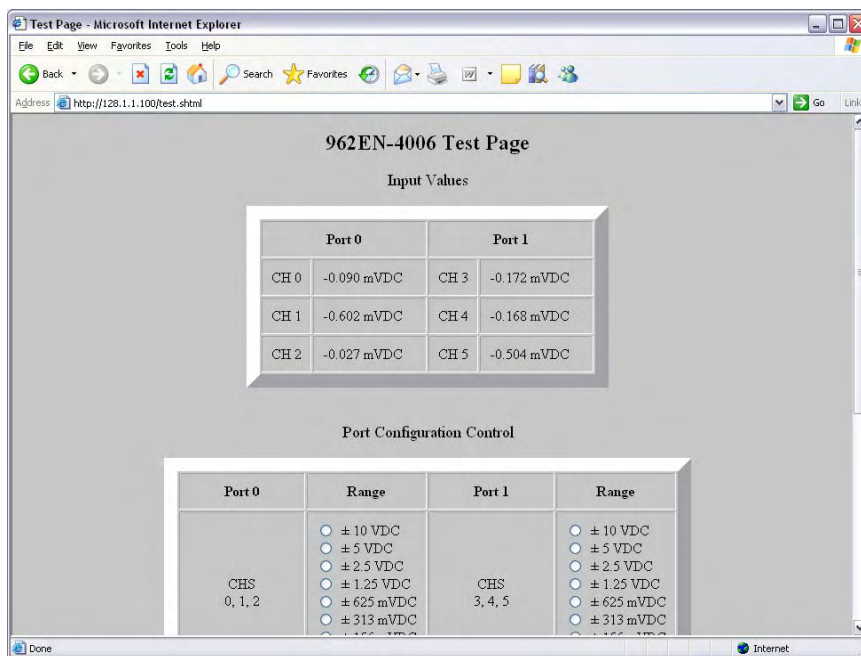 Test Page - Microsoft Internet Explorer
File Edit View Favorites Tools Help
Back Search Favorites
Address http://128.1.1.100/test.shtml Go Link
962EN-4006 Test Page
Input Values
Port 0 Port 1
CH 0 -0.090 mVDC CH 3 -0.172 mVDC
CH 1 -0.602 mVDC CH 4 -0.168 mVDC
CH 2 -0.027 mVDC CH 5 -0.504 mVDC
Port Configuration Control
Port 0 Range Port 1 Range
± 10 VDC ± 10 VDC
± 5 VDC ± 5 VDC
± 2.5 VDC ± 2.5 VDC
CHS ± 1.25 VDC CHS ± 1.25 VDC
0, 1, 2 ± 625 mVDC 3, 4, 5 ± 625 mVDC
± 313 mVDC ± 313 mVDC
Done Internet